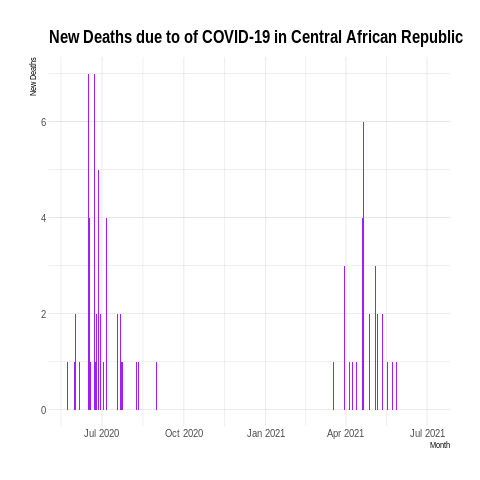 New Deaths due to of COVID-19 in Central African Republic
New Deaths
6
4
2
0
Jul 2020 Oct 2020 Jan 2021 Apr 2021 Jul 2021
Month